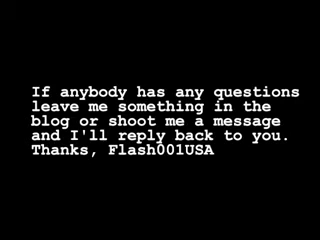 If anybody has any questions
leave me something in the
blog or shoot me a message
and I'll reply back to you.
Thanks, Flash001USA